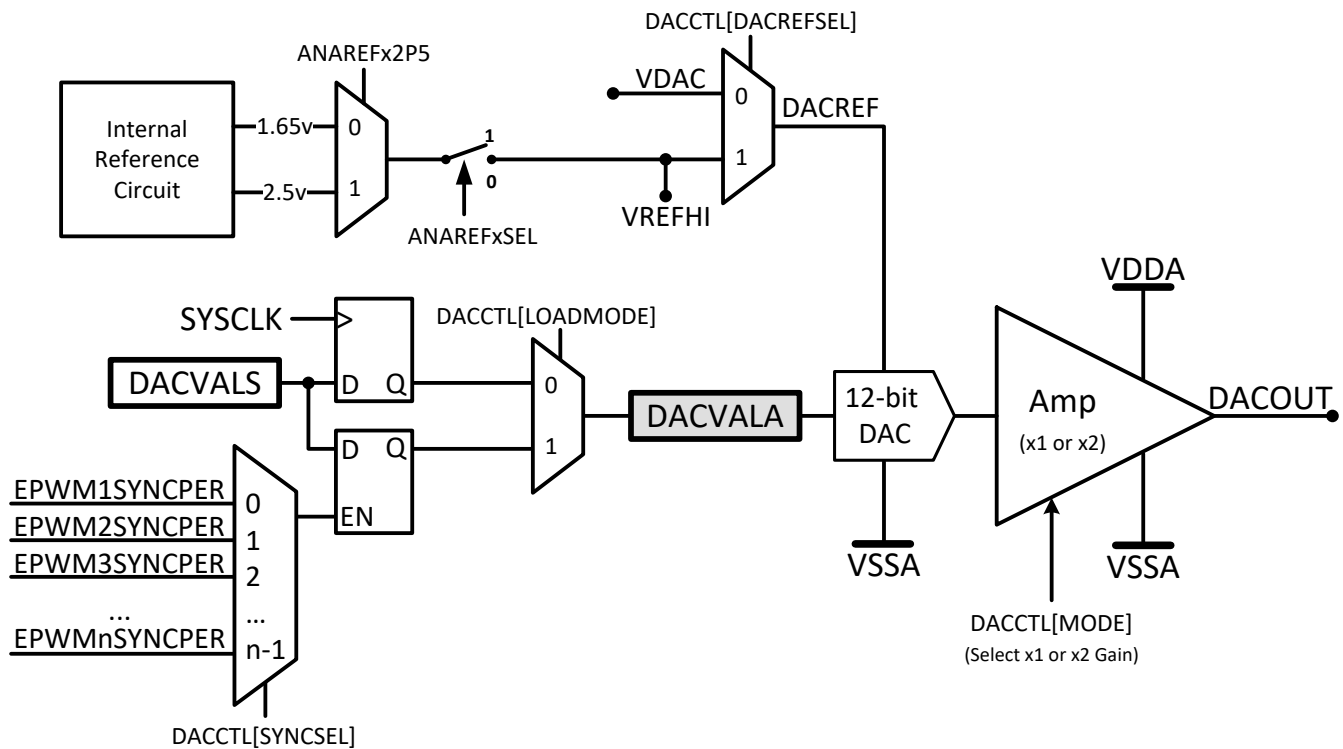 DACCTL[DACREFSEL]
ANAREFx2P5
VDAC
0
DACREF
Internal
Reference
Circuit
1.65v
0
1
2.5v
1
0
1
VREFHI
ANAREFxSEL
VDDA
SYSCLK
DACCTL[LOADMODE]
DACVALS
D
Q
0
DACVALA
12-bit
DAC
Amp
(x1 or x2)
DACOUT
D
Q
1
EPWM1SYNCPER
0
EN
EPWM2SYNCPER
1
EPWM3SYNCPER
2
VSSA
VSSA
...
...
EPWMnSYNCPER
n-1
DACCTL[MODE]
(Select x1 or x2 Gain)
DACCTL[SYNCSEL]